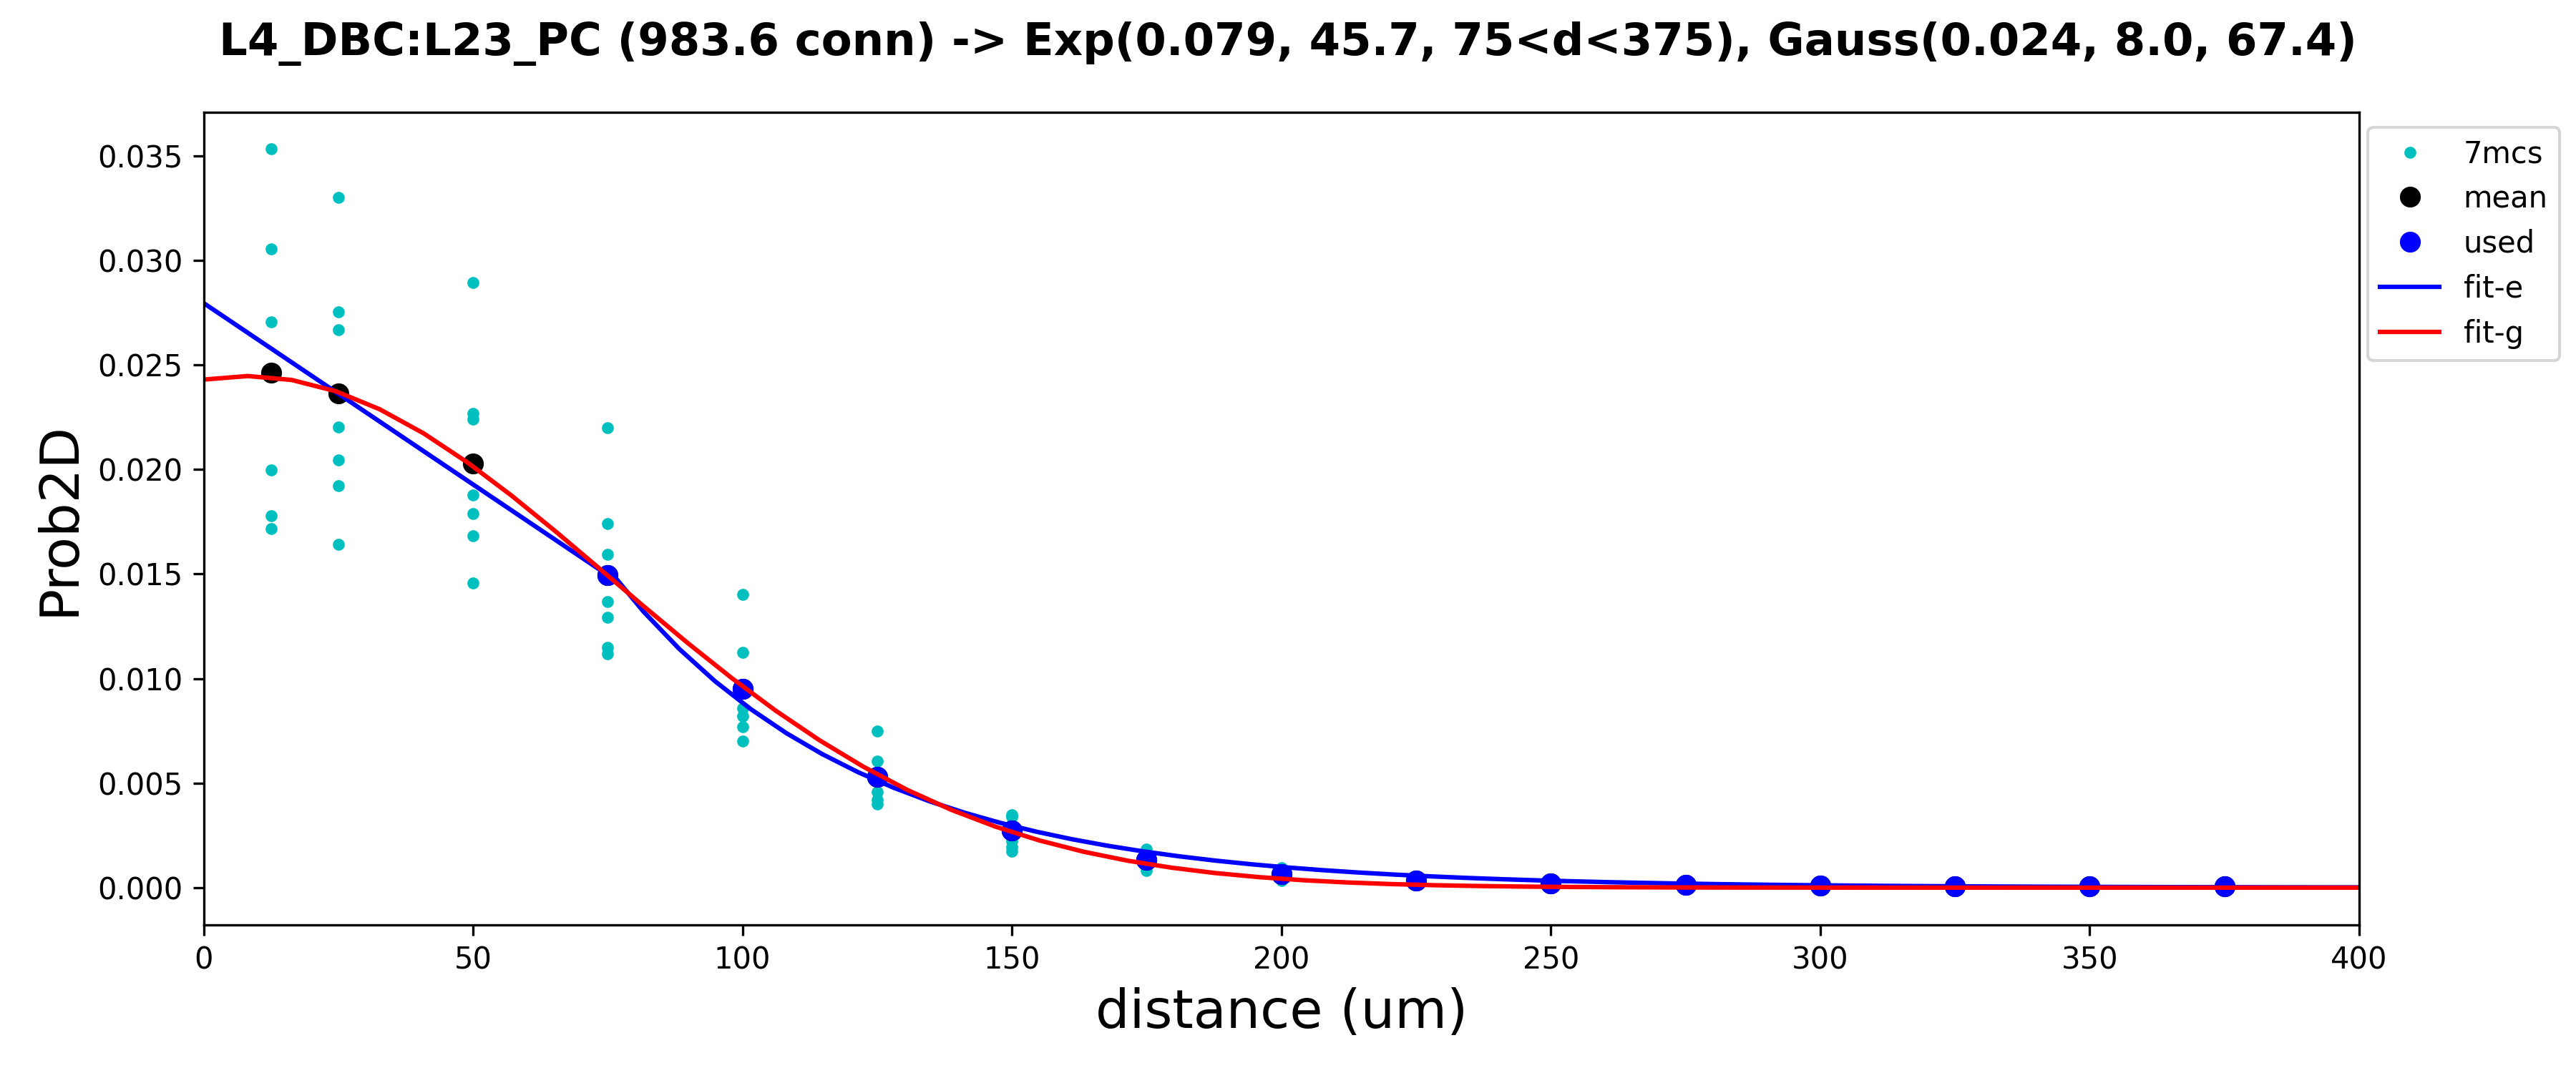 L4_DBC:L23_PC (983.6 conn) -> Exp(0.079, 45.7, 75<d<375), Gauss(0.024, 8.0, 67.4)
0.035
0.030
0.025
0.020
0.015
0.010
0.005
0.000
Prob2D
0 50 100 150 200 250 300 350 400
distance (um)
7mcs
mean
used
fit-e
fit-g